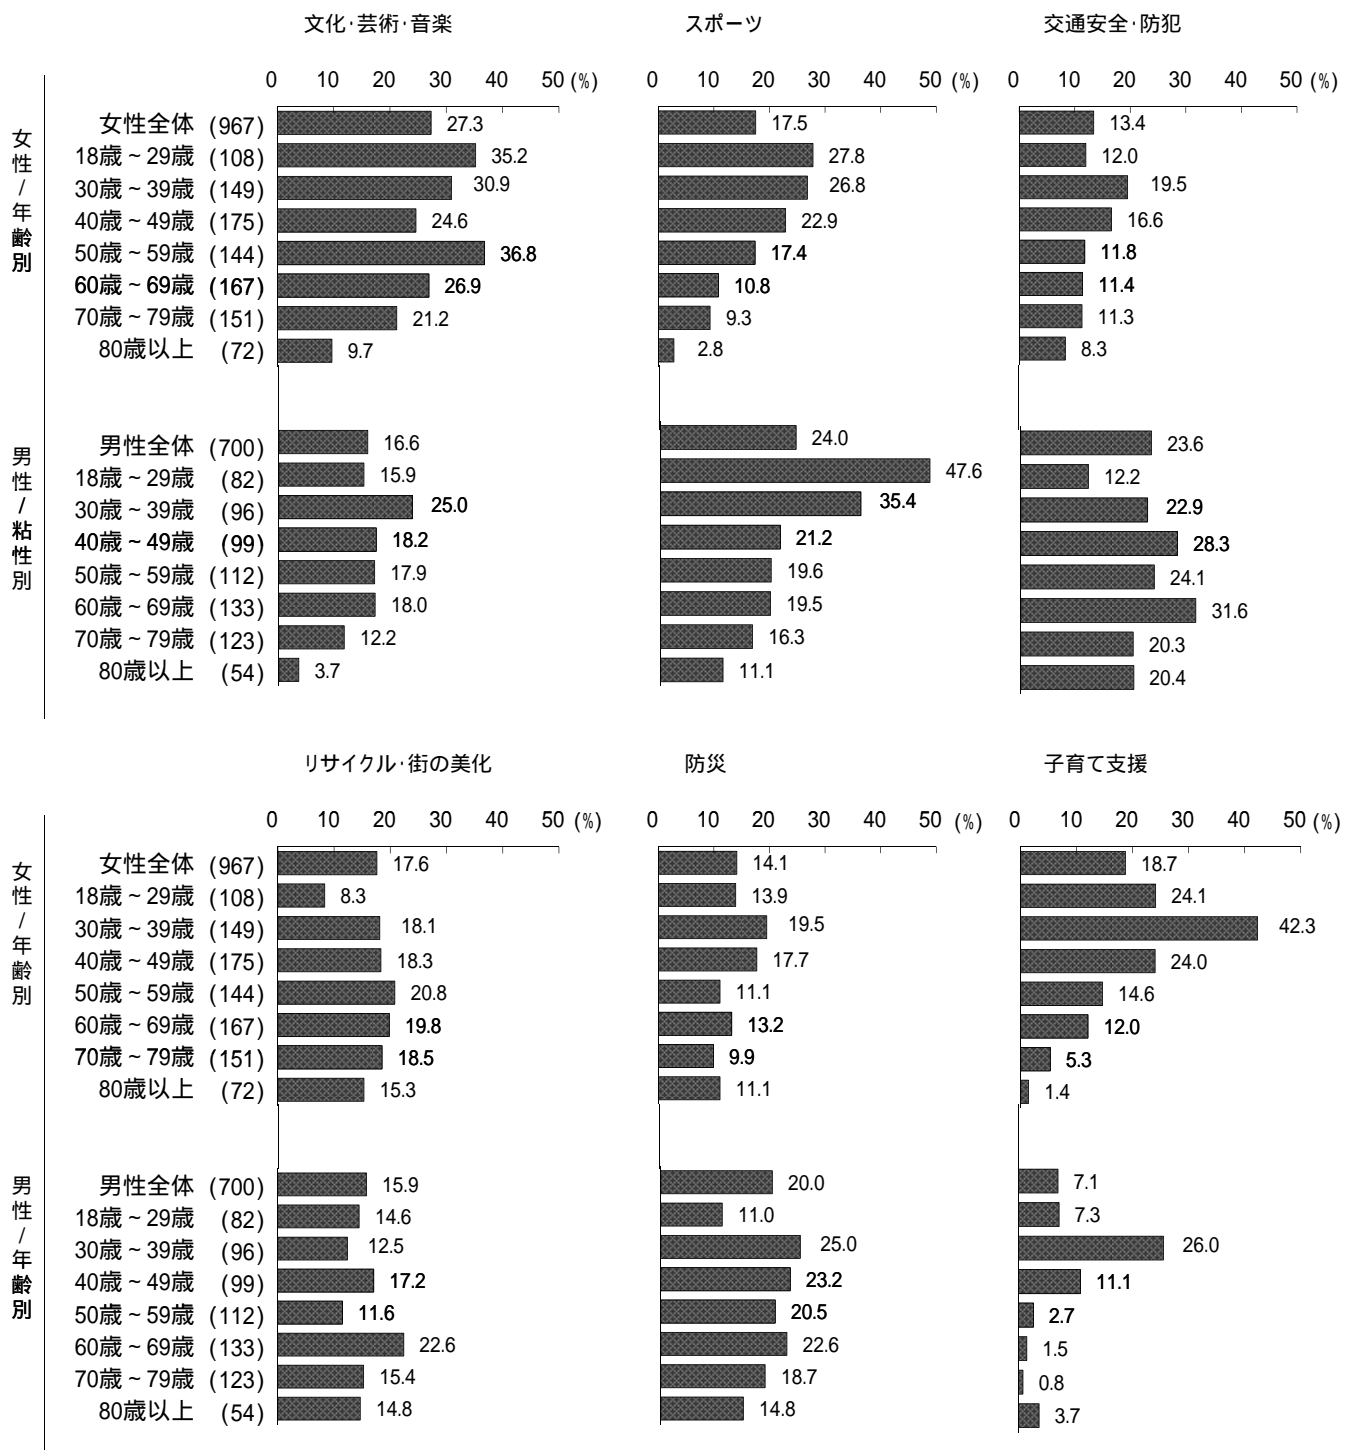 文化･芸術･音楽 スポーツ 交通安全･防犯
0 10 20 30 40 50 (%) 0 10 20 30 40 50 (%) 0 10 20 30 40 50 (%)
女性/年齢別
女性全体 (967) 27.3 17.5 13.4
18歳～29歳 (108) 35.2 27.8 12.0
30歳～39歳 (149) 30.9 26.8 19.5
40歳～49歳 (175) 24.6 22.9 16.6
50歳～59歳 (144) 36.8 17.4 11.8
60歳～69歳 (167) 26.9 10.8 11.4
70歳～79歳 (151) 21.2 9.3 11.3
80歳以上 (72) 9.7 2.8 8.3
男性/粘性別
男性全体 (700) 16.6 24.0 23.6
18歳～29歳 (82) 15.9 47.6 12.2
30歳～39歳 (96) 25.0 35.4 22.9
40歳～49歳 (99) 18.2 21.2 28.3
50歳～59歳 (112) 17.9 19.6 24.1
60歳～69歳 (133) 18.0 19.5 31.6
70歳～79歳 (123) 12.2 16.3 20.3
80歳以上 (54) 3.7 11.1 20.4
リサイクル･街の美化 防災 子育て支援
0 10 20 30 40 50 (%) 0 10 20 30 40 50 (%) 0 10 20 30 40 50 (%)
女性/年齢別
女性全体 (967) 17.6 14.1 18.7
18歳～29歳 (108) 8.3 13.9 24.1
30歳～39歳 (149) 18.1 19.5 42.3
40歳～49歳 (175) 18.3 17.7 24.0
50歳～59歳 (144) 20.8 11.1 14.6
60歳～69歳 (167) 19.8 13.2 12.0
70歳～79歳 (151) 18.5 9.9 5.3
80歳以上 (72) 15.3 11.1 1.4
男性/年齢別
男性全体 (700) 15.9 20.0 7.1
18歳～29歳 (82) 14.6 11.0 7.3
30歳～39歳 (96) 12.5 25.0 26.0
40歳～49歳 (99) 17.2 23.2 11.1
50歳～59歳 (112) 11.6 20.5 2.7
60歳～69歳 (133) 22.6 22.6 1.5
70歳～79歳 (123) 15.4 18.7 0.8
80歳以上 (54) 14.8 14.8 3.7